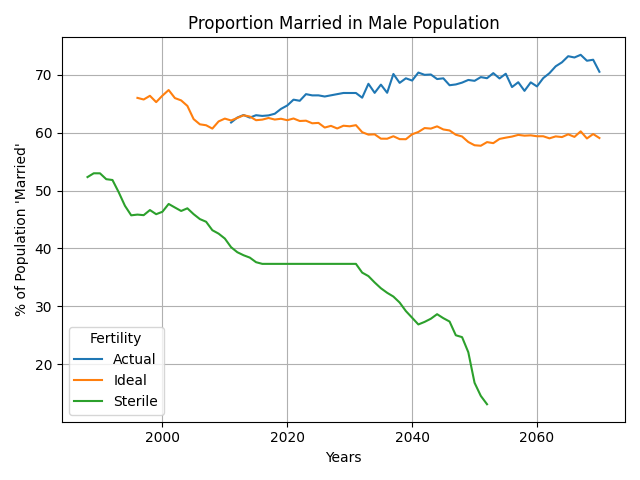 Proportion Married in Male Population
% of Population 'Married'
70
60
50
40
30
20
Fertility
Actual
Ideal
Sterile
2000
2020
2040
2060
Years